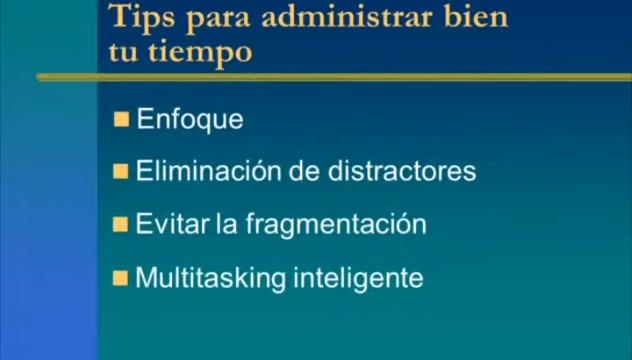 Tips para administrar bien
tu tiempo
Enfoque
Eliminación de distractores
Evitar la fragmentación
Multitasking inteligente